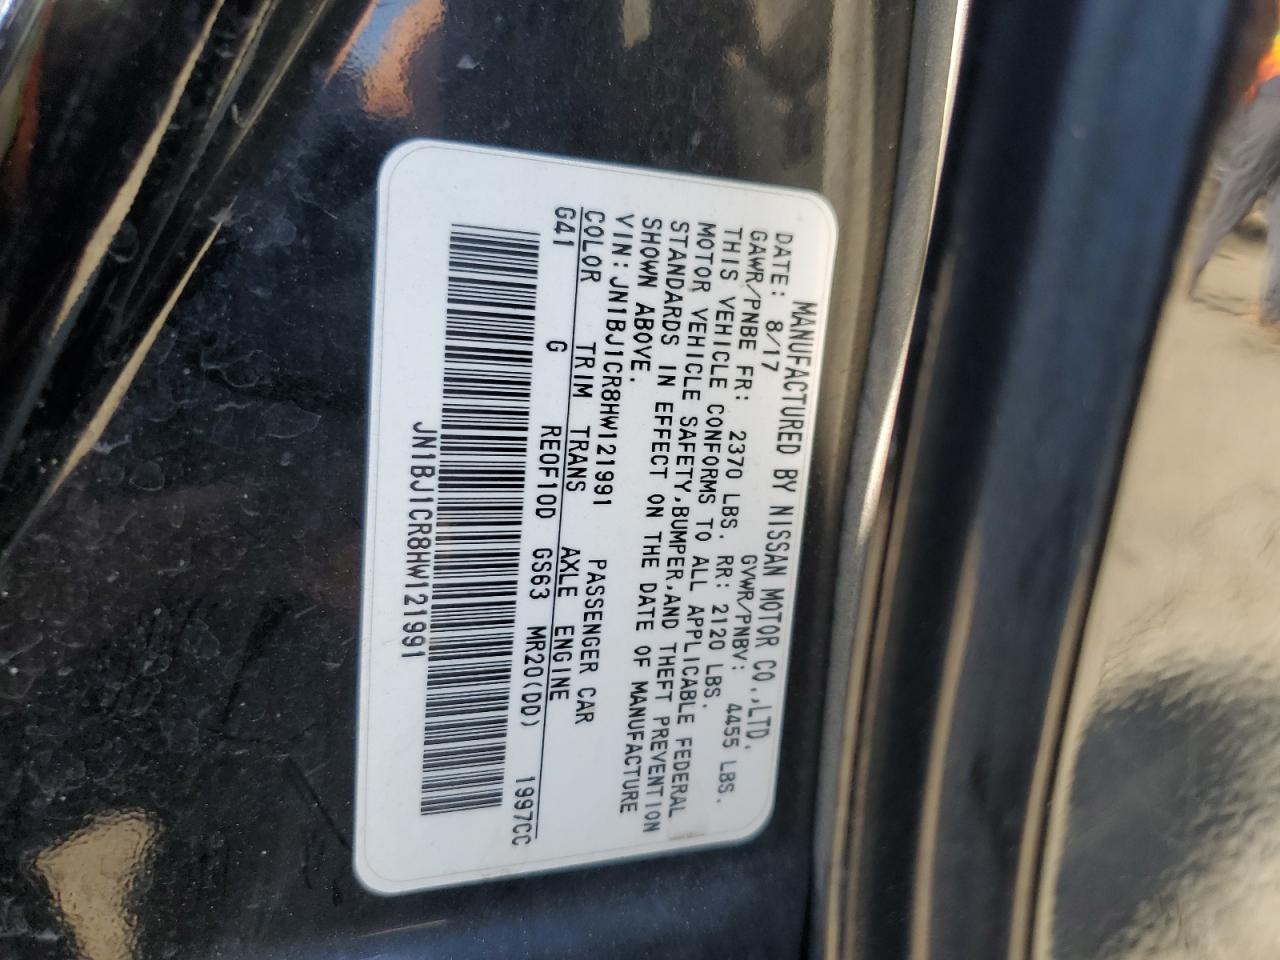 MANUFACTURED BY NISSAN MOTOR CO.,LTD.
DATE: 8/17 GVWR/PNBV: 4455 LBS.
GAWR/PNBE FR: 2370 LBS. RR: 2120 LBS.
THIS VEHICLE CONFORMS TO ALL APPLICABLE FEDERAL
MOTOR VEHICLE SAFETY,BUMPER,AND THEFT PREVENTION
STANDARDS IN EFFECT ON THE DATE OF MANUFACTURE
SHOWN ABOVE.
VIN:JN1BJ1CR8HW121991 PASSENGER CAR
COLOR TRIM TRANS AXLE ENGINE
G41 G RE0F10D GS63 MR20(DD) 1997CC
JN1BJ1CR8HW121991